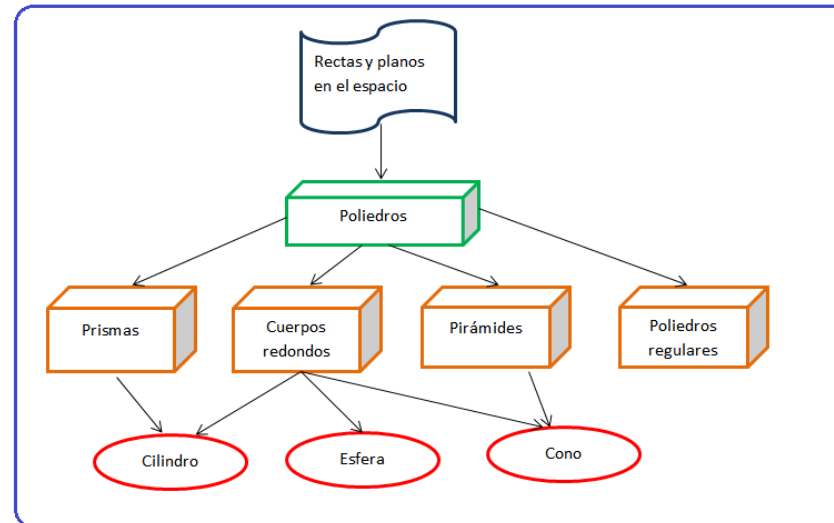 Rectas y planos
en el espacio
Poliedros
Prismas
Cuerpos
redondos
Pirámides
Poliedros
regulares
Cilindro
Esfera
Cono